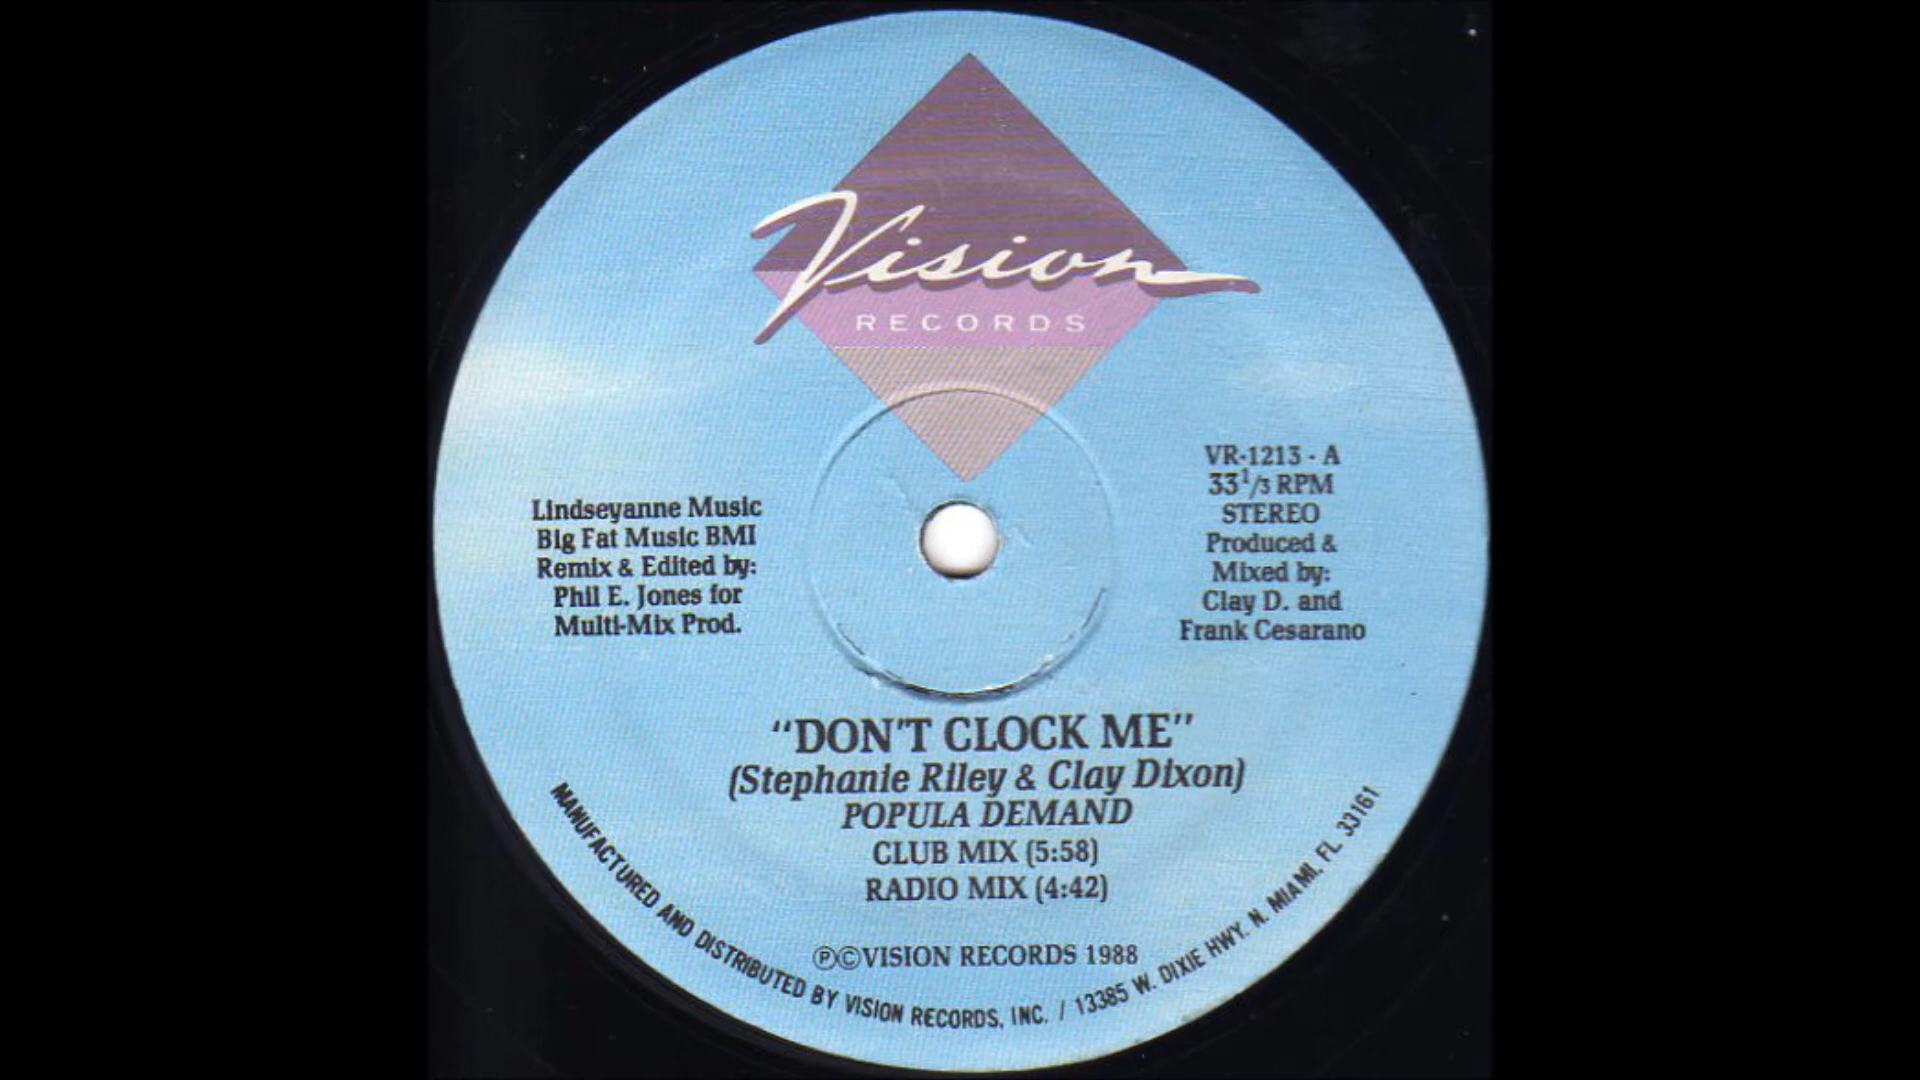 Vision
RECORDS
Lindseyanne Music
Big Fat Music BMI
Remix & Edited by:
Phil E. Jones for
Multi-Mix Prod.
VR-1213 - A
33 1/3 RPM
STEREO
Produced &
Mixed by:
Clay D. and
Frank Cesarano
"DON'T CLOCK ME"
(Stephanie Riley & Clay Dixon)
POPULA DEMAND
CLUB MIX (5:58)
RADIO MIX (4:42)
ⓅⒸVISION RECORDS 1988
MANUFACTURED AND DISTRIBUTED BY VISION RECORDS, INC. / 13385 W. DIXIE HWY. N. MIAMI, FL. 33161